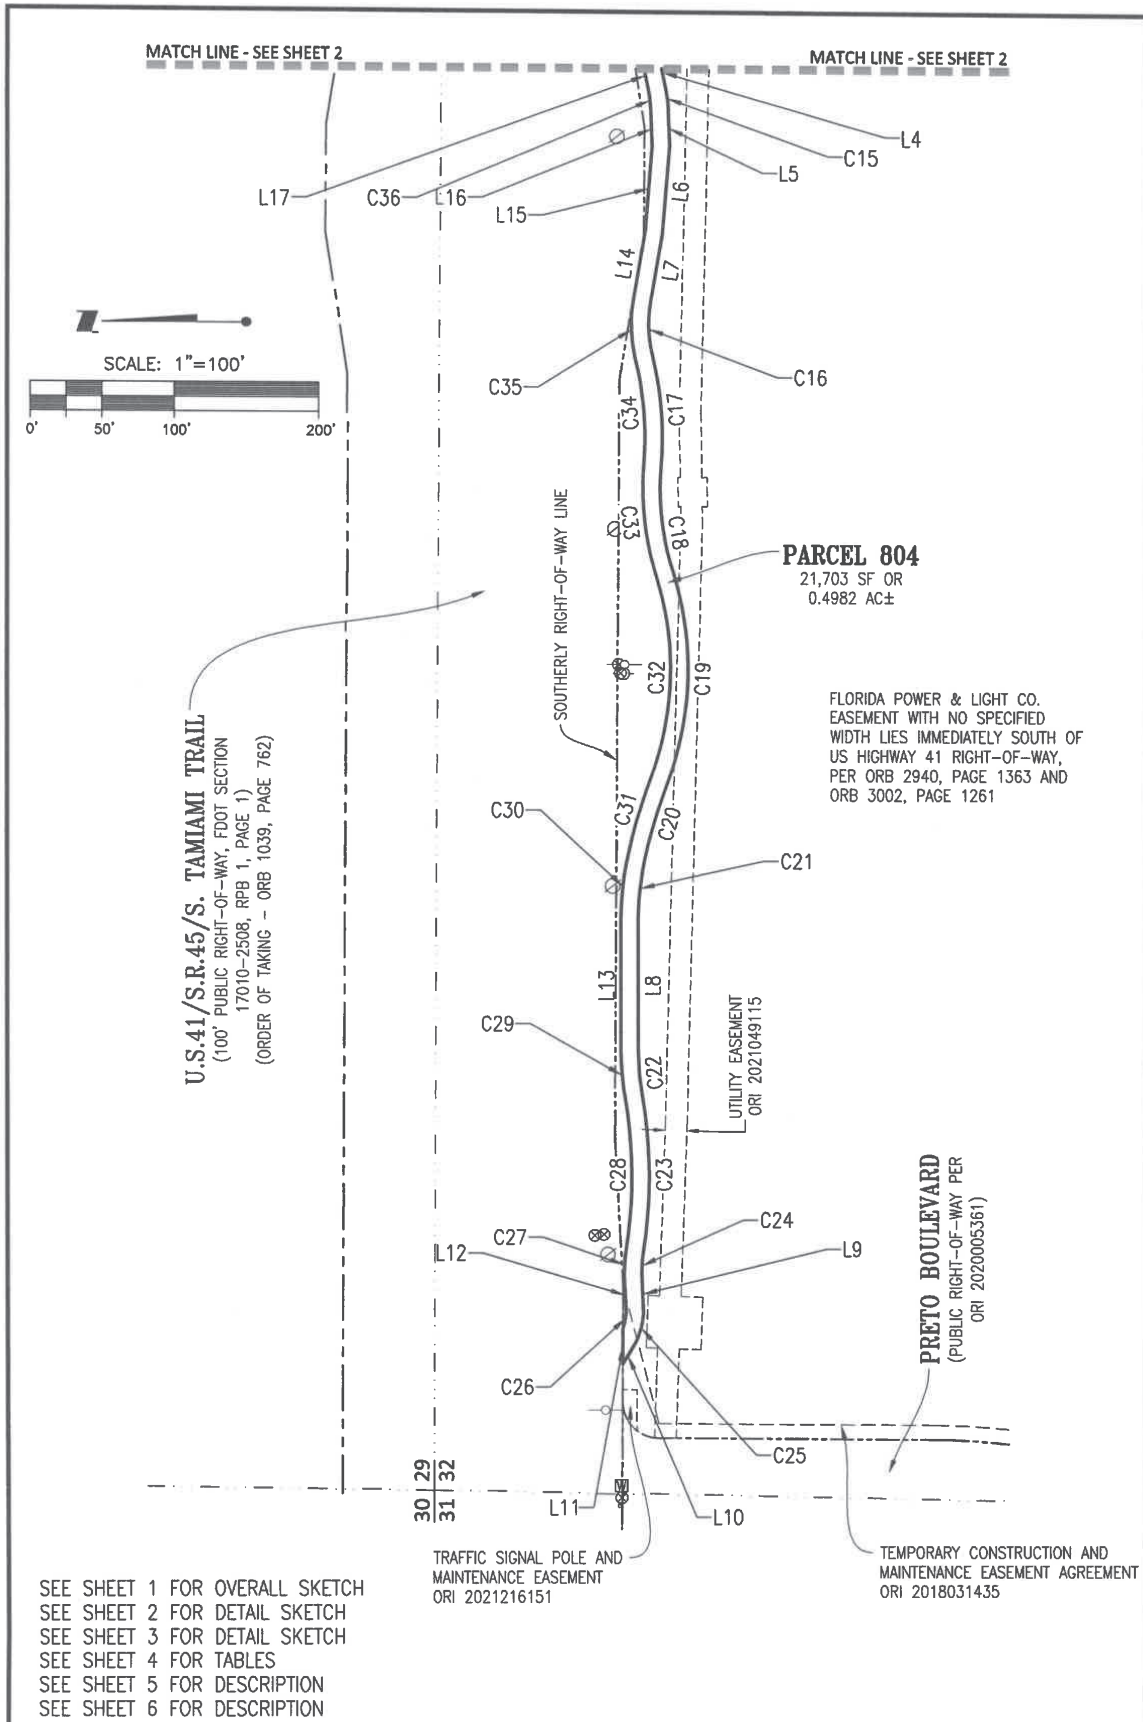 MATCH LINE - SEE SHEET 2
MATCH LINE - SEE SHEET 2
L4
C15
L5
L17
C36
L16
L15
L6
L14
L7
SCALE: 1"=100'
0'
50'
100'
200'
C35
C16
C34
C17
SOUTHERLY RIGHT-OF-WAY LINE
C33
C18
PARCEL 804
21,703 SF OR
0.4982 AC±
C32
C19
FLORIDA POWER & LIGHT CO.
EASEMENT WITH NO SPECIFIED
WIDTH LIES IMMEDIATELY SOUTH OF
US HIGHWAY 41 RIGHT-OF-WAY,
PER ORB 2940, PAGE 1363 AND
ORB 3002, PAGE 1261
U.S.41/S.R.45/S. TAMIAMI TRAIL
(100' PUBLIC RIGHT-OF-WAY, FDOT SECTION
17010-2508, RPB 1, PAGE 1)
(ORDER OF TAKING - ORB 1039, PAGE 762)
C31
C30
C20
C21
L13
L8
C29
C22
UTILITY EASEMENT
ORI 2021049115
C28
C23
C27
C24
L12
L9
PRETO BOULEVARD
(PUBLIC RIGHT-OF-WAY PER
ORI 2020005361)
C26
C25
29
32
30
31
L11
L10
TRAFFIC SIGNAL POLE AND
MAINTENANCE EASEMENT
ORI 2021216151
TEMPORARY CONSTRUCTION AND
MAINTENANCE EASEMENT AGREEMENT
ORI 2018031435
SEE SHEET 1 FOR OVERALL SKETCH
SEE SHEET 2 FOR DETAIL SKETCH
SEE SHEET 3 FOR DETAIL SKETCH
SEE SHEET 4 FOR TABLES
SEE SHEET 5 FOR DESCRIPTION
SEE SHEET 6 FOR DESCRIPTION